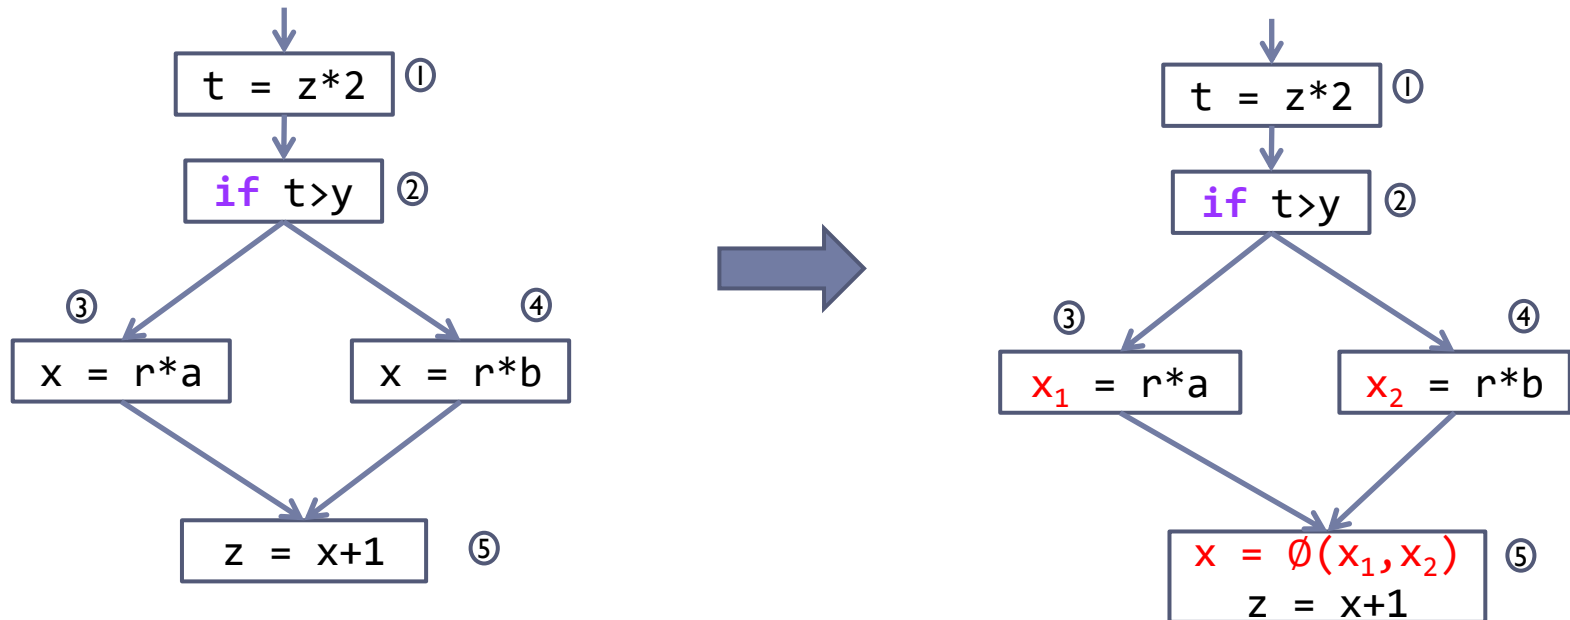 t = z*2 ①
if t>y ②
③ ④
x = r*a x = r*b
z = x+1 ⑤
t = z*2 ①
if t>y ②
③ ④
x₁ = r*a x₂ = r*b
x = Ø(x₁,x₂) ⑤
z = x+1